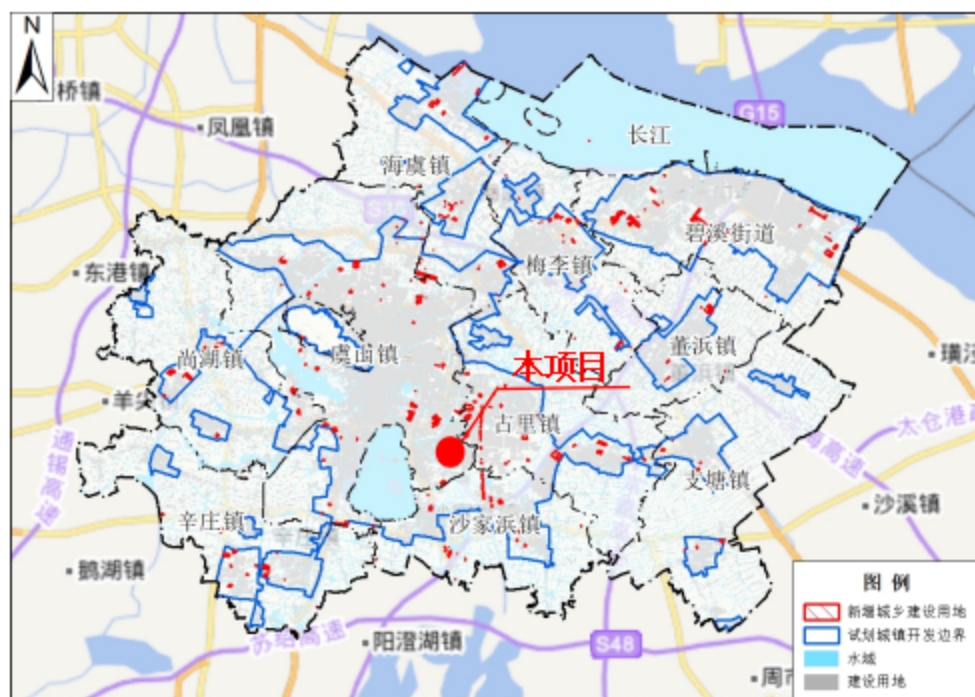 N
桥镇
凤凰镇
G15
长江
海虞镇
碧溪街道
梅李镇
东港镇
董浜镇
尚湖镇
虞山镇
本项目
璜泾
羊尖
古里镇
太仓港高速
通锡高速
支塘镇
沙溪镇
辛庄镇
沙家浜镇
鹅湖镇
阳澄湖镇
S48
周市
图 例
新增城乡建设用地
试划城镇开发边界
水域
建设用地